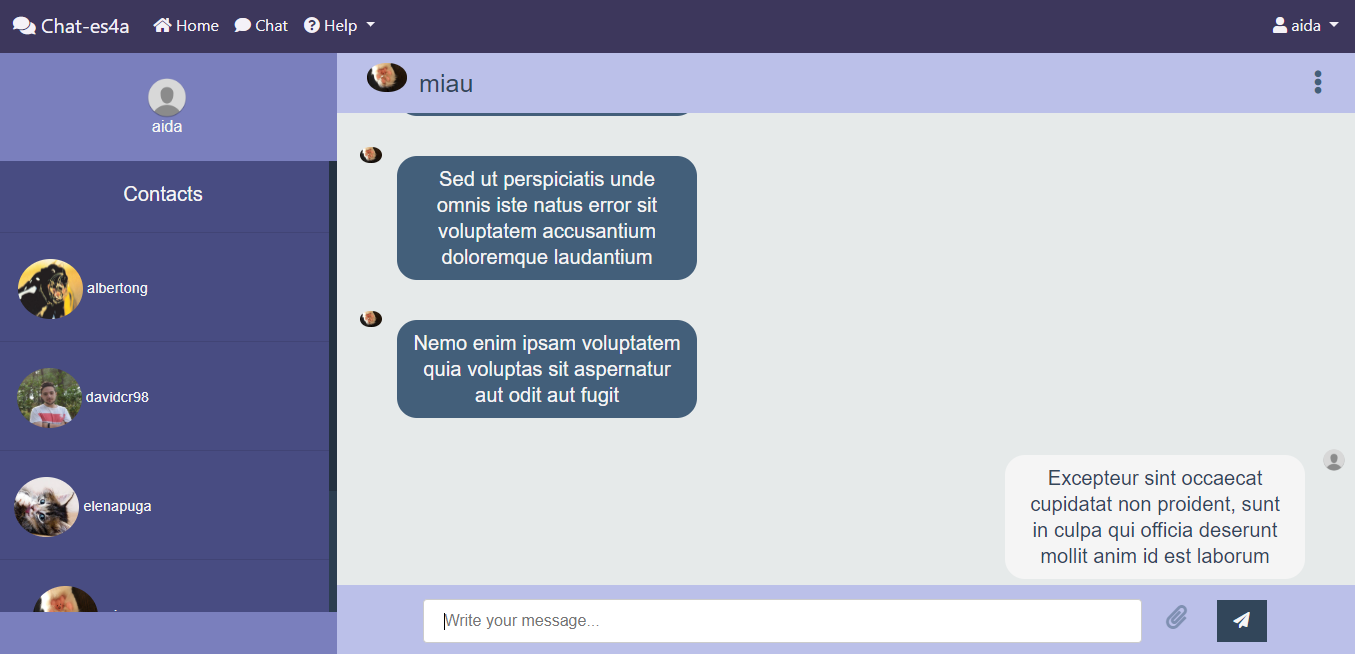 Chat-es4a Home Chat Help aida
aida
Contacts
albertong
davidcr98
elenapuga
miau
Sed ut perspiciatis unde
omnis iste natus error sit
voluptatem accusantium
doloremque laudantium
Nemo enim ipsam voluptatem
quia voluptas sit aspernatur
aut odit aut fugit
Excepteur sint occaecat
cupidatat non proident, sunt
in culpa qui officia deserunt
mollit anim id est laborum
Write your message...